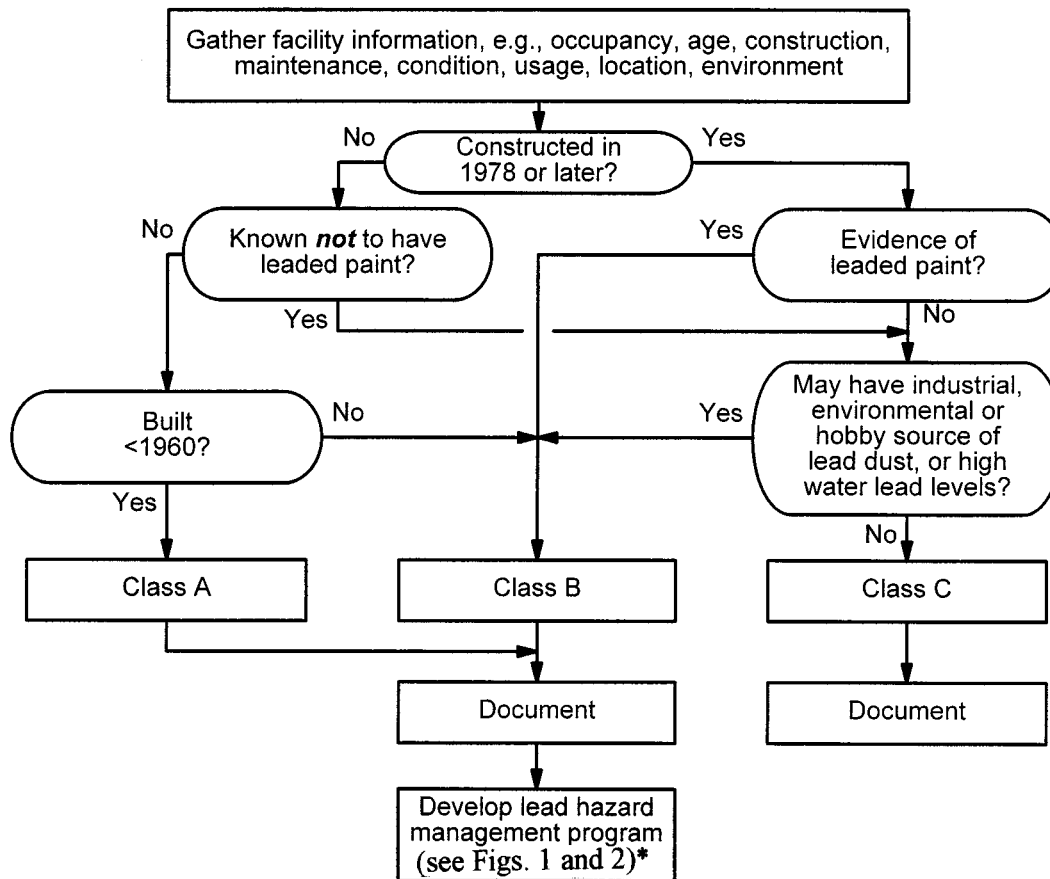 Gather facility information, e.g., occupancy, age, construction,
maintenance, condition, usage, location, environment
No
Constructed in
1978 or later?
Yes
No
Known not to have
leaded paint?
Yes
Evidence of
leaded paint?
Yes
No
Built
<1960?
No
Yes
May have industrial,
environmental or
hobby source of
lead dust, or high
water lead levels?
Yes
No
Class A
Class B
Class C
Document
Document
Develop lead hazard
management program
(see Figs. 1 and 2)*